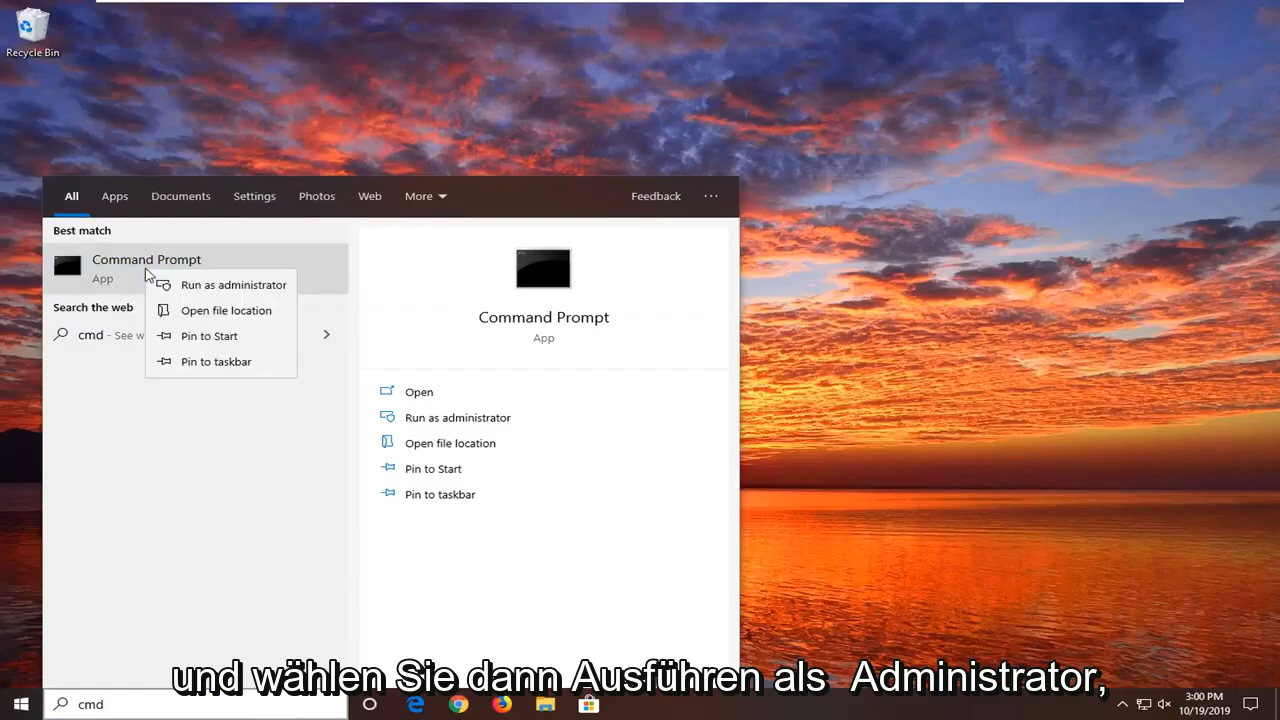 Recycle Bin
All Apps Documents Settings Photos Web More Feedback ...
Best match
Command Prompt
App
Run as administrator
Open file location
Pin to Start
Pin to taskbar
Search the web
cmd - See w
Command Prompt
App
Open
Run as administrator
Open file location
Pin to Start
Pin to taskbar
und wählen Sie dann Ausführen als Administrator,
cmd
3:00 PM
10/19/2019